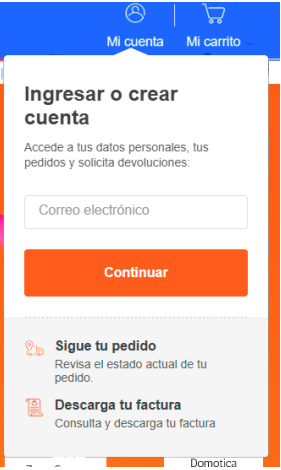 Mi cuenta Mi carrito
Ingresar o crear
cuenta
Accede a tus datos personales, tus
pedidos y solicita devoluciones:
Correo electrónico
Continuar
Sigue tu pedido
Revisa el estado actual de tu
pedido.
Descarga tu factura
Consulta y descarga tu factura
Domotica